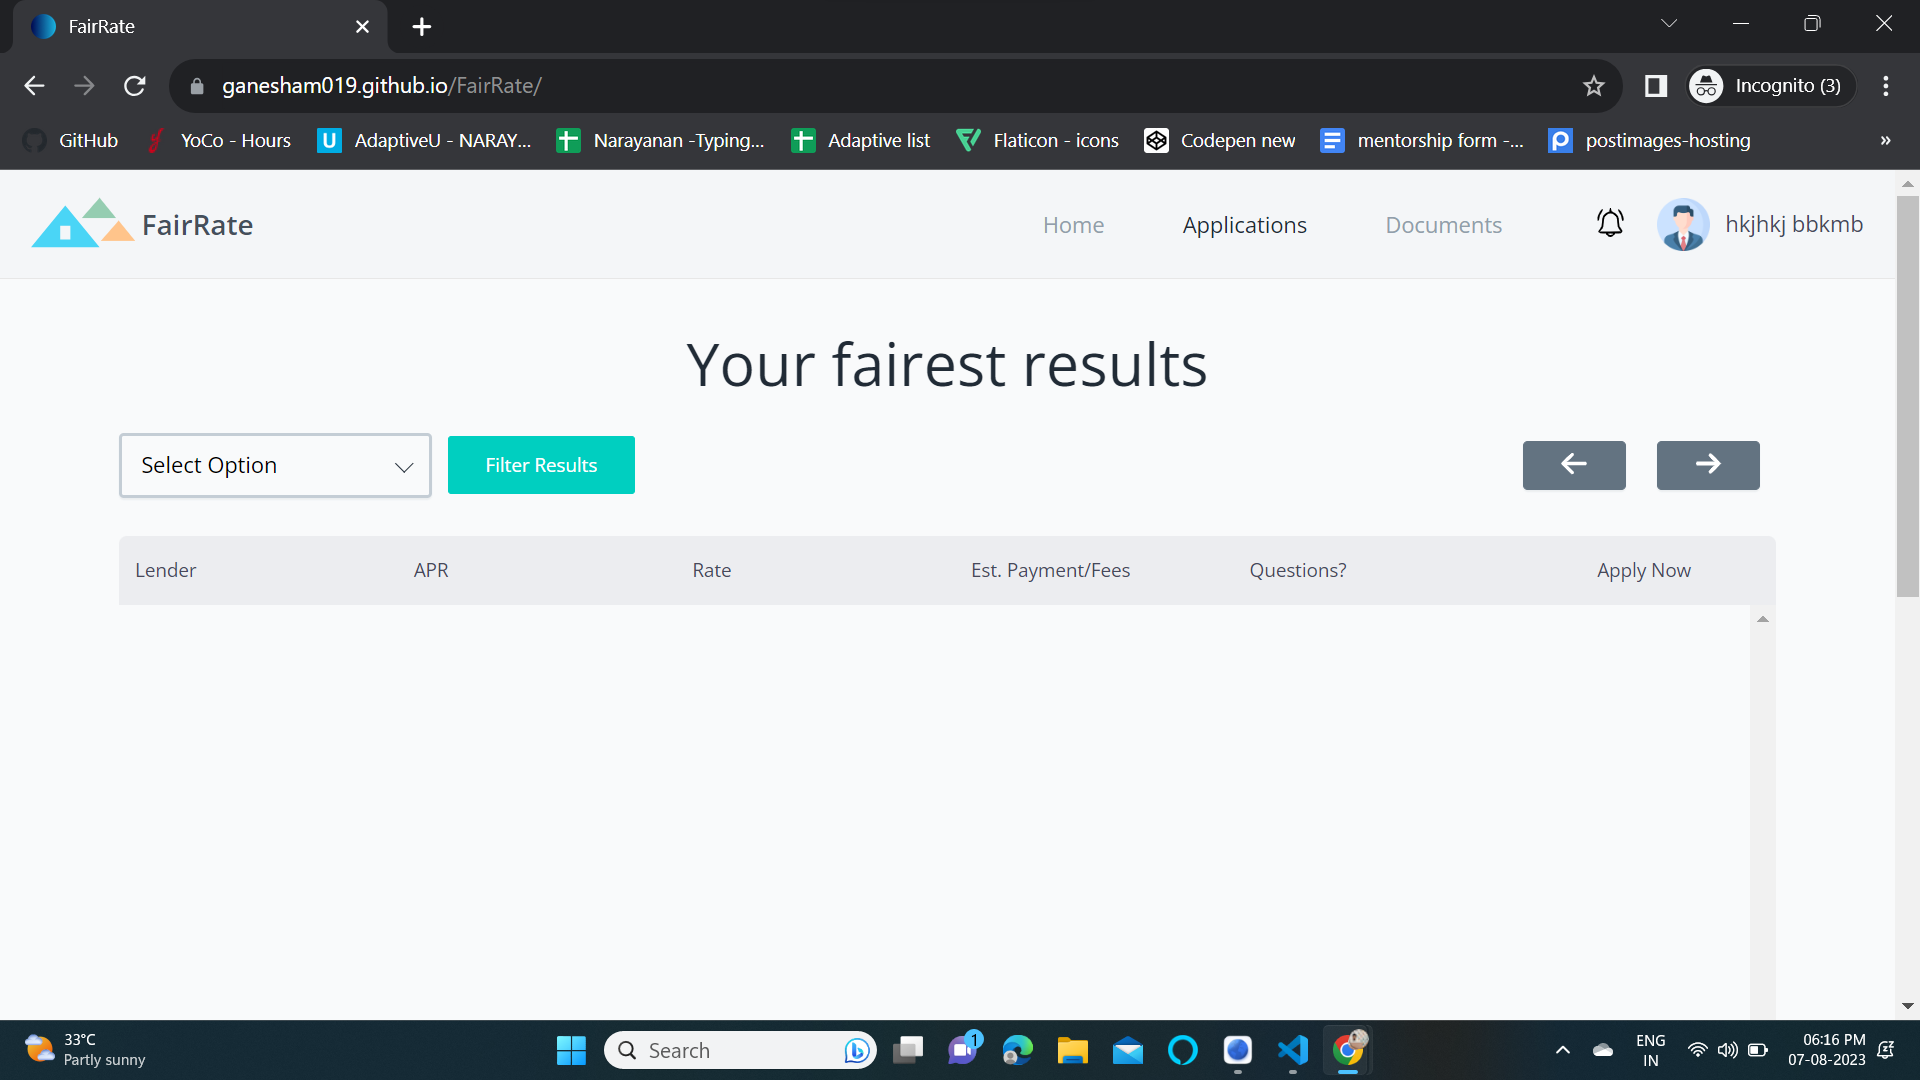 FairRate
ganesham019.github.io/FairRate/
Incognito (3)
GitHub
YoCo - Hours
U
AdaptiveU - NARAY...
Narayanan -Typing...
Adaptive list
Flaticon - icons
Codepen new
mentorship form -...
postimages-hosting
»
FairRate
Home
Applications
Documents
hkjhkj bbkmb
Your fairest results
Select Option
Filter Results
Lender
APR
Rate
Est. Payment/Fees
Questions?
Apply Now
33°C
Partly sunny
Search
1
ENG
IN
06:16 PM
07-08-2023